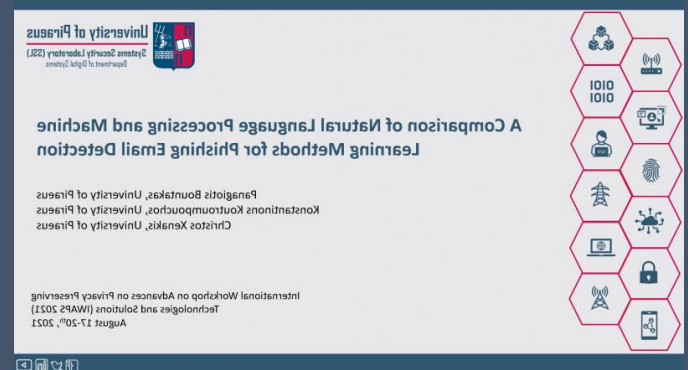 University of Piraeus
Systems Security Laboratory (SSL)
Department of Digital Systems
A Comparison of Natural Language Processing and Machine
Learning Methods for Phishing Email Detection
Panagiotis Bountakas, University of Piraeus
Konstantinos Koutroumpouchos, University of Piraeus
Christos Xenakis, University of Piraeus
International Workshop on Advances on Privacy Preserving
Technologies and Solutions (IWAPS 2021)
August 17-20th, 2021
0101
0101